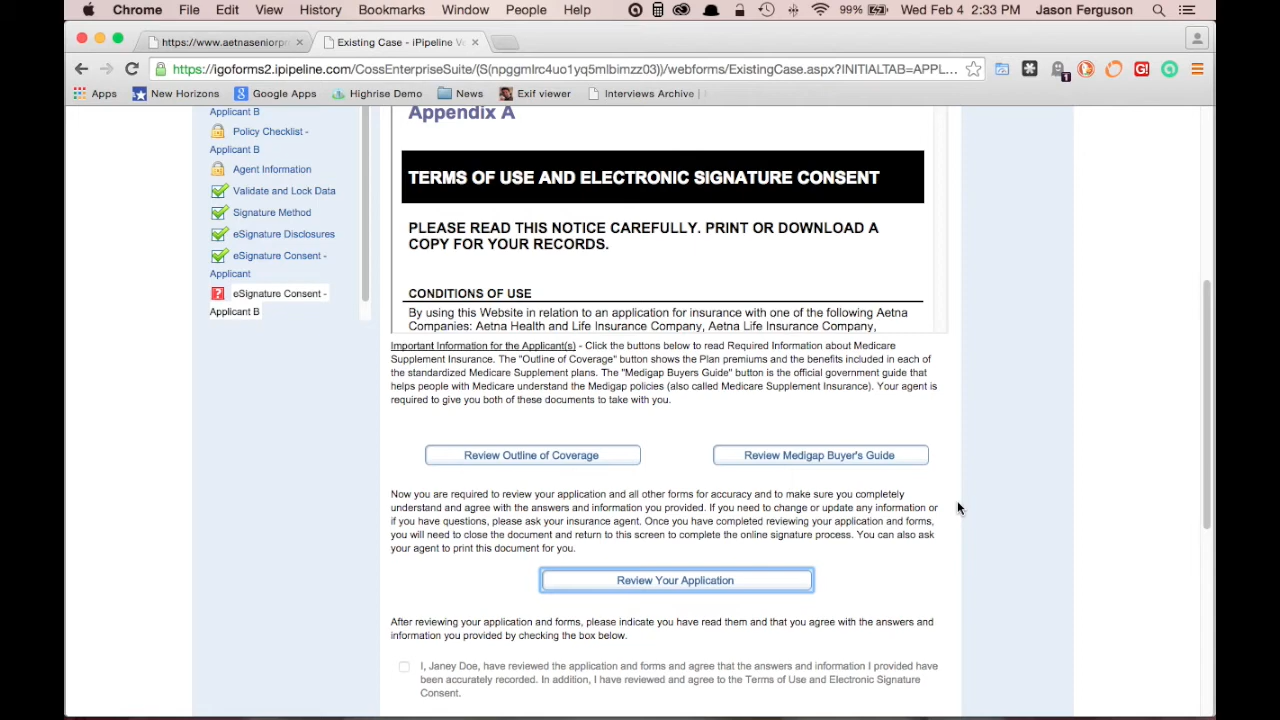 Chrome File Edit View History Bookmarks Window People Help 99% Wed Feb 4 2:33 PM Jason Ferguson
https://www.aetnaseniorpro
Existing Case - iPipeline Ve
https://igoforms2.ipipeline.com/CossEnterpriseSuite/(S(npggmlrc4uo1yq5mlbimzz03))/webforms/ExistingCase.aspx?INITIALTAB=APPL...
1
Apps New Horizons Google Apps Highrise Demo News Exif viewer Interviews Archive |
Applicant B
Policy Checklist -
Applicant B
Agent Information
Validate and Lock Data
Signature Method
eSignature Disclosures
eSignature Consent -
Applicant
eSignature Consent -
Applicant B
Appendix A
TERMS OF USE AND ELECTRONIC SIGNATURE CONSENT
PLEASE READ THIS NOTICE CAREFULLY. PRINT OR DOWNLOAD A
COPY FOR YOUR RECORDS.
CONDITIONS OF USE
By using this Website in relation to an application for insurance with one of the following Aetna
Companies: Aetna Health and Life Insurance Company, Aetna Life Insurance Company,
Important Information for the Applicant(s) - Click the buttons below to read Required Information about Medicare
Supplement Insurance. The "Outline of Coverage" button shows the Plan premiums and the benefits included in each of
the standardized Medicare Supplement plans. The "Medigap Buyers Guide" button is the official government guide that
helps people with Medicare understand the Medigap policies (also called Medicare Supplement Insurance). Your agent is
required to give you both of these documents to take with you.
Review Outline of Coverage
Review Medigap Buyer's Guide
Now you are required to review your application and all other forms for accuracy and to make sure you completely
understand and agree with the answers and information you provided. If you need to change or update any information or
if you have questions, please ask your insurance agent. Once you have completed reviewing your application and forms,
you will need to close the document and return to this screen to complete the online signature process. You can also ask
your agent to print this document for you.
Review Your Application
After reviewing your application and forms, please indicate you have read them and that you agree with the answers and
information you provided by checking the box below.
I, Janey Doe, have reviewed the application and forms and agree that the answers and information I provided have
been accurately recorded. In addition, I have reviewed and agree to the Terms of Use and Electronic Signature
Consent.